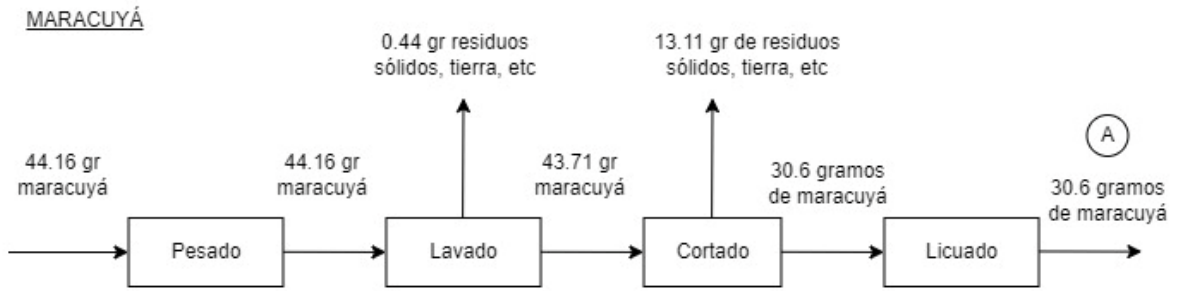 MARACUYÁ
0.44 gr residuos
sólidos, tierra, etc
13.11 gr de residuos
sólidos, tierra, etc
A
44.16 gr
maracuyá
44.16 gr
maracuyá
43.71 gr
maracuyá
30.6 gramos
de maracuyá
30.6 gramos
de maracuyá
Pesado
Lavado
Cortado
Licuado